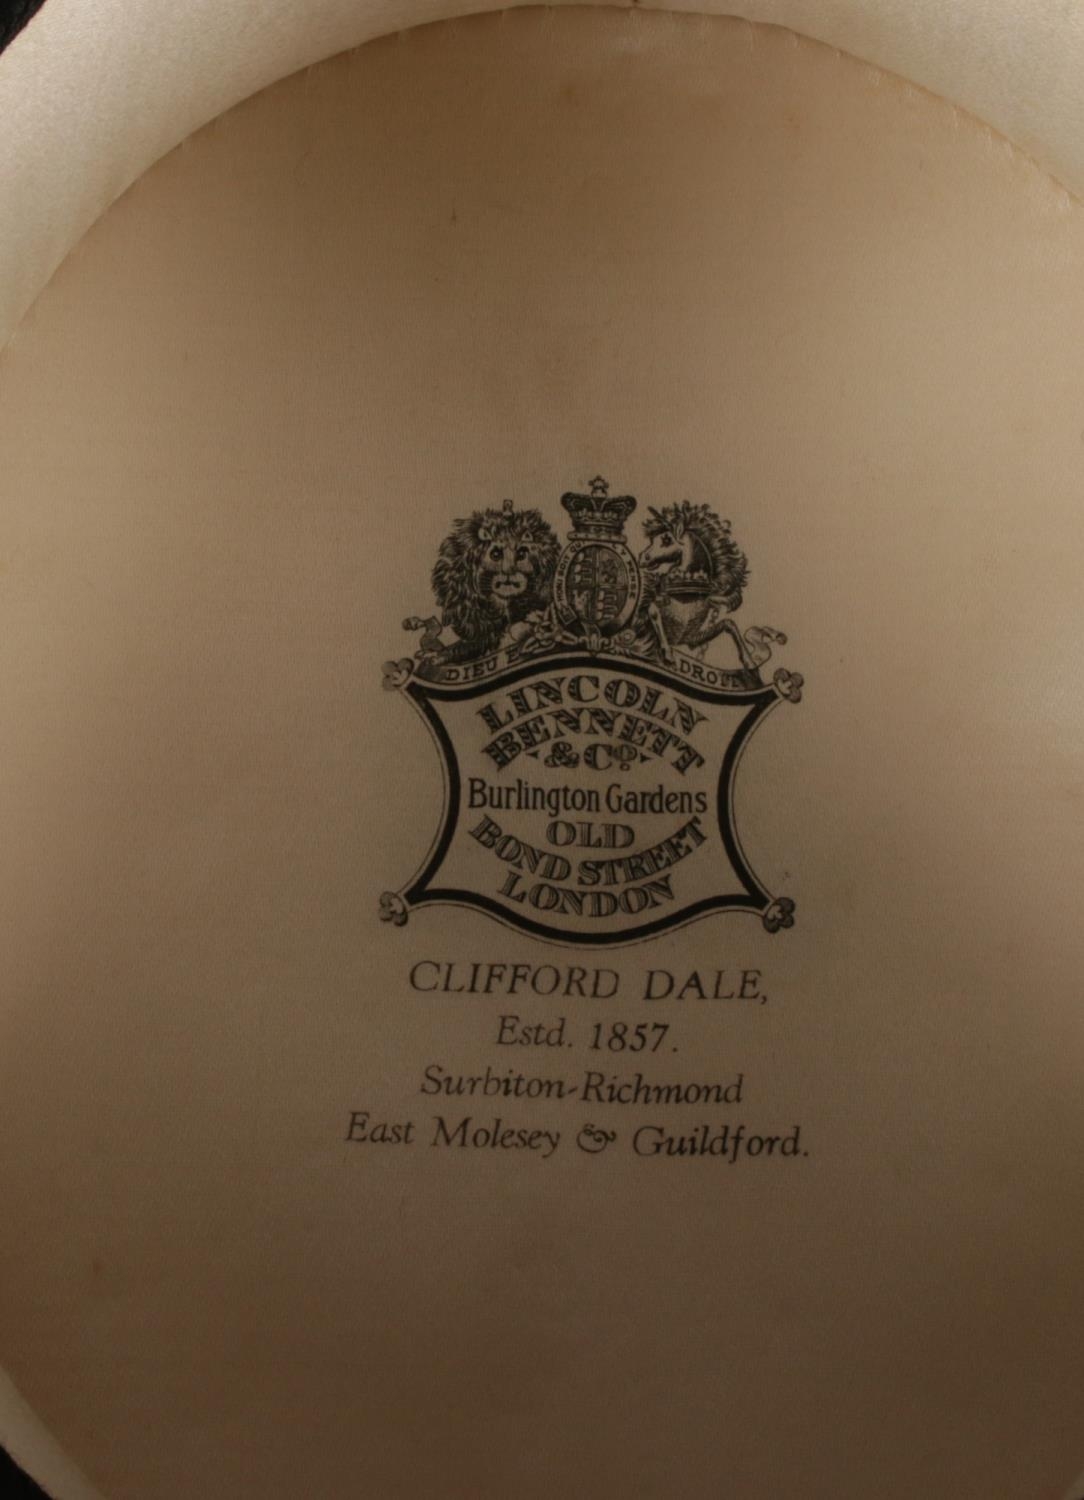 DIEU E DROIT
LINCOLN
BENNETT
& Co.
Burlington Gardens
OLD
BOND STREET
LONDON
CLIFFORD DALE,
Estd. 1857.
Surbiton-Richmond
East Molesey & Guildford.